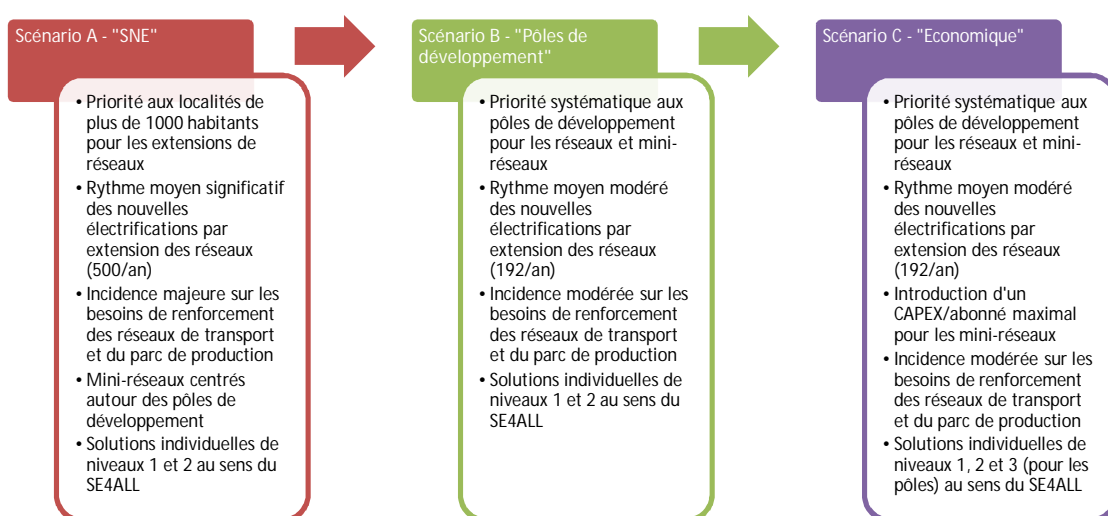 Scénario A - "SNE"
• Priorité aux localités de
plus de 1000 habitants
pour les extensions de
réseaux
• Rythme moyen significatif
des nouvelles
électrifications par
extension des réseaux
(500/an)
• Incidence majeure sur les
besoins de renforcement
des réseaux de transport
et du parc de production
• Mini-réseaux centrés
autour des pôles de
développement
• Solutions individuelles de
niveaux 1 et 2 au sens du
SE4ALL
Scénario B - "Pôles de
développement"
• Priorité systématique aux
pôles de développement
pour les réseaux et mini-
réseaux
• Rythme moyen modéré
des nouvelles
électrifications par
extension des réseaux
(192/an)
• Incidence modérée sur les
besoins de renforcement
des réseaux de transport
et du parc de production
• Solutions individuelles de
niveaux 1 et 2 au sens du
SE4ALL
Scénario C - "Economique"
• Priorité systématique aux
pôles de développement
pour les réseaux et mini-
réseaux
• Rythme moyen modéré
des nouvelles
électrifications par
extension des réseaux
(192/an)
• Introduction d'un
CAPEX/abonné maximal
pour les mini-réseaux
• Incidence modérée sur les
besoins de renforcement
des réseaux de transport
et du parc de production
• Solutions individuelles de
niveaux 1, 2 et 3 (pour les
pôles) au sens du SE4ALL